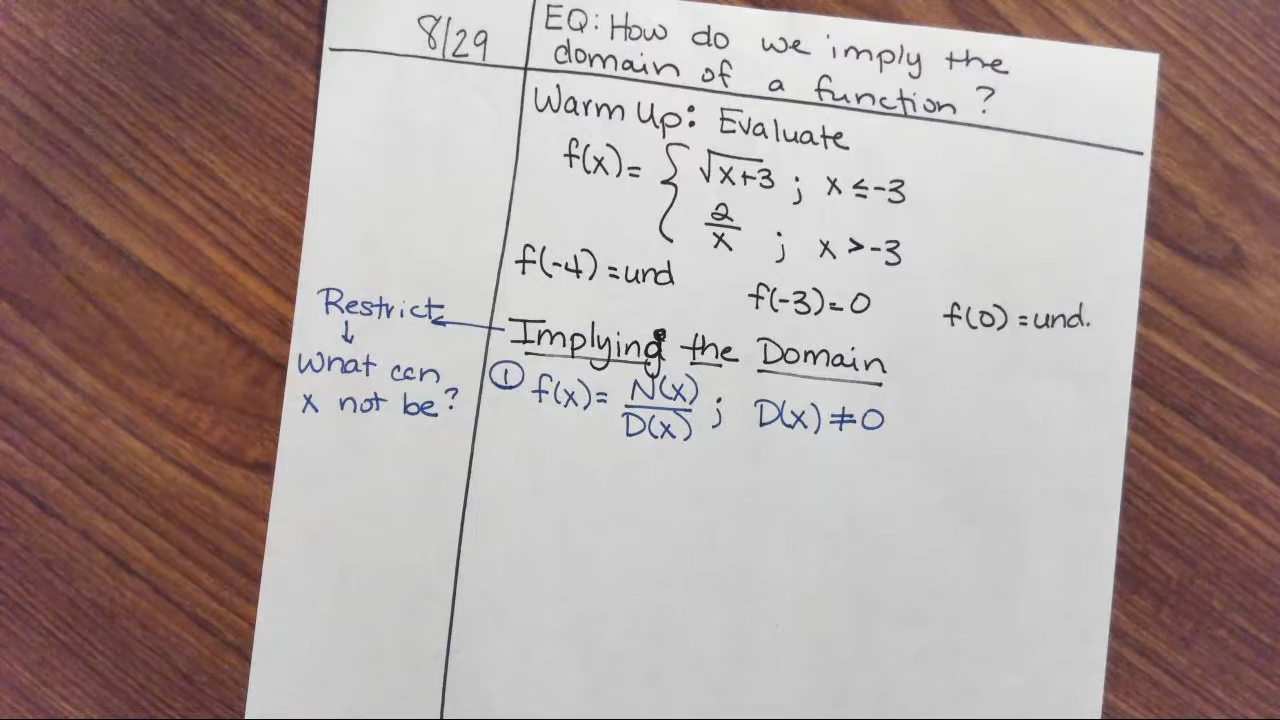 8/29
EQ: How do we imply the
domain of a function?
Warm Up: Evaluate
f(x) = { √x+3 ; x ≤ -3
2/x ; x > -3
f(-4) = und f(-3) = 0 f(0) = und.
Restrict
↓
What can
x not be?
Implying the Domain
① f(x) = N(x)/D(x) ; D(x) ≠ 0